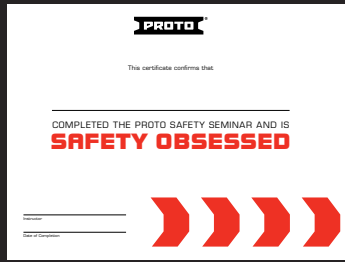 PROTO®
This certificate confirms that
COMPLETED THE PROTO SAFETY SEMINAR AND IS
SAFETY OBSESSED
Instructor
Date of Completion